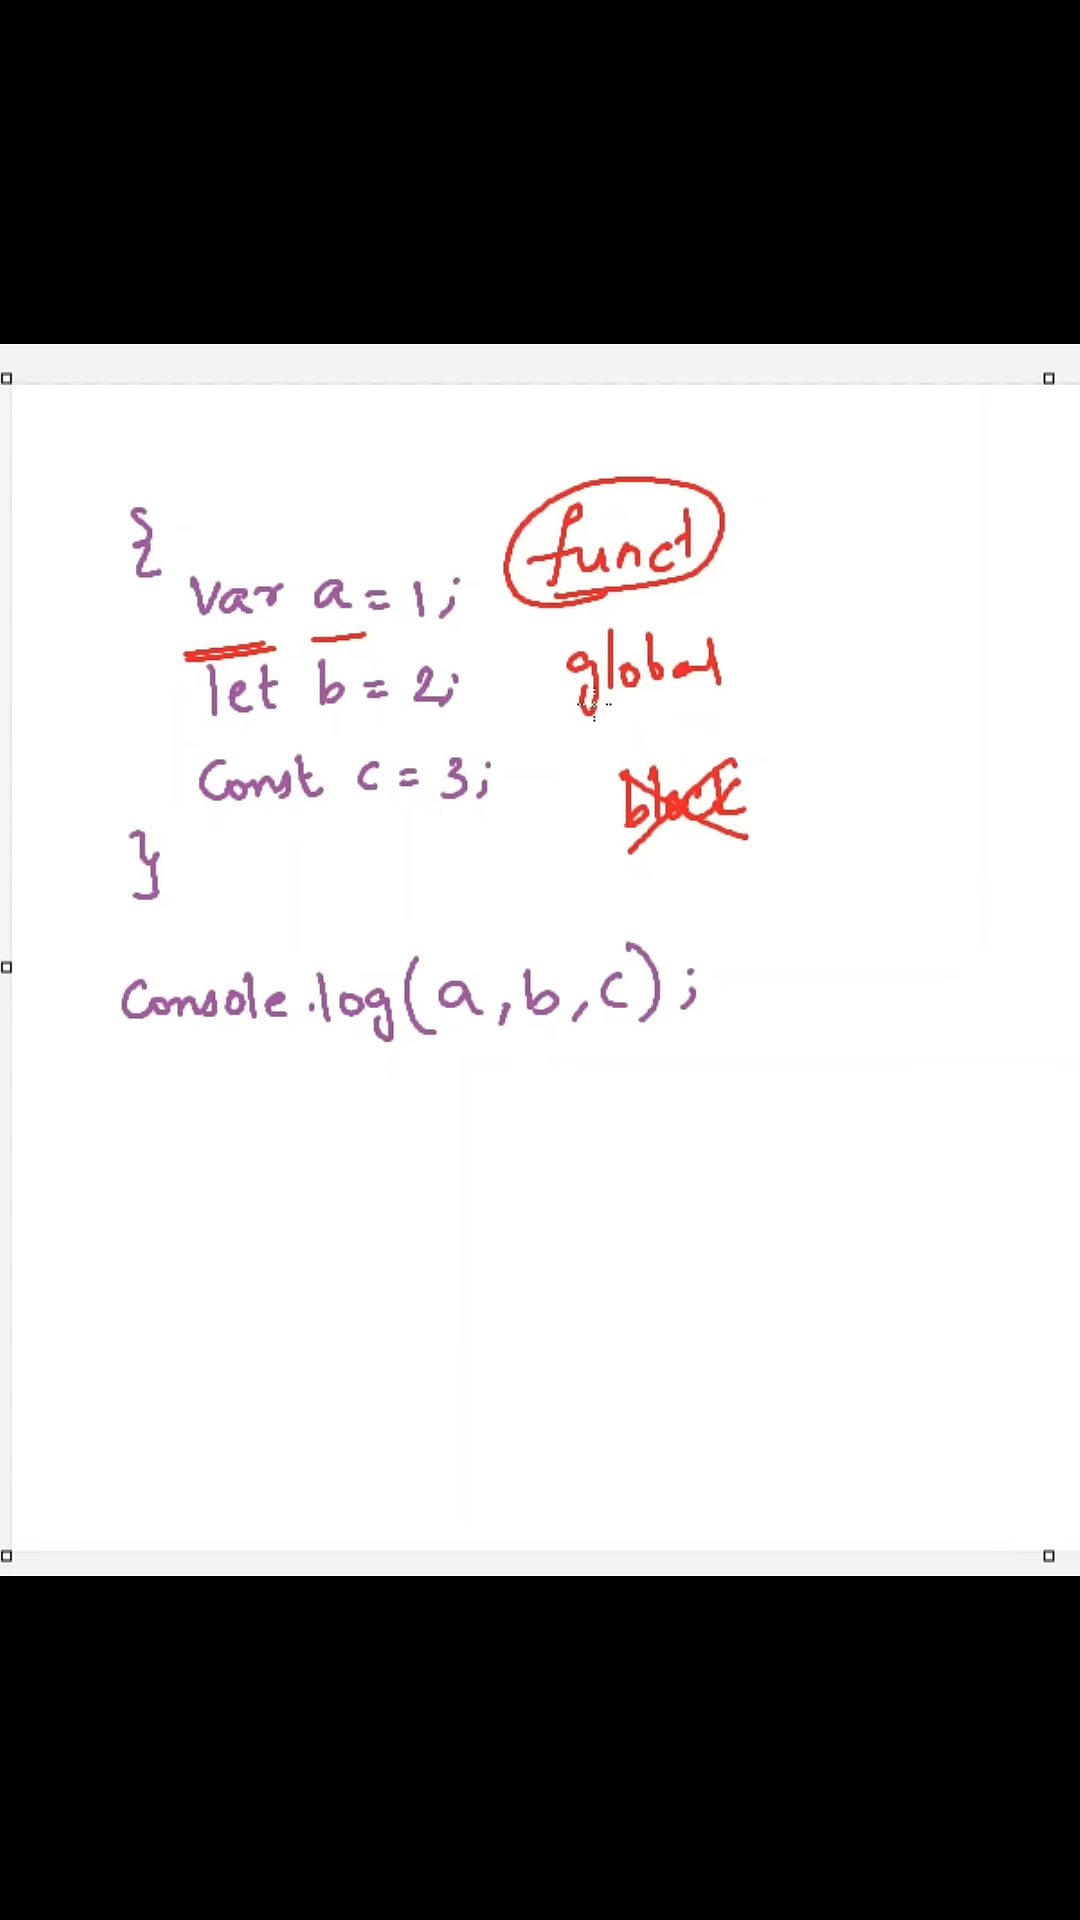 {
var a = 1;
funct
let b = 2;
global
const c = 3;
block
}
console.log(a, b, c);